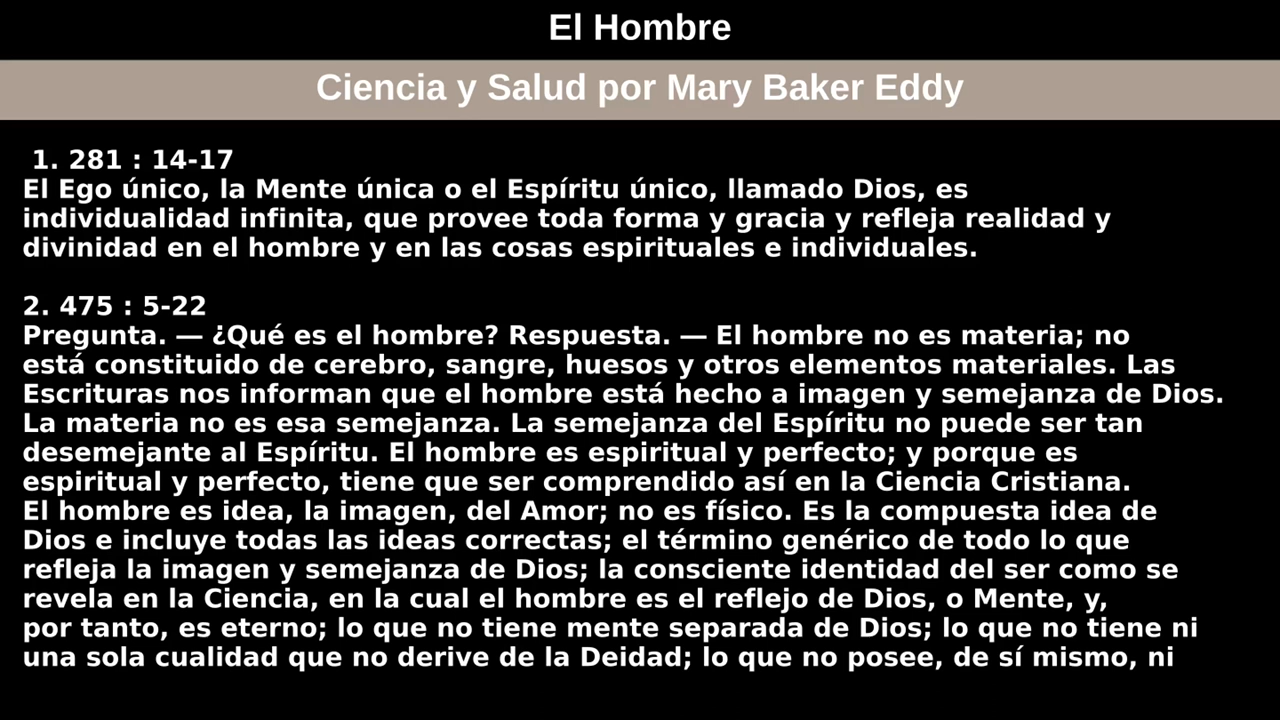 El Hombre
Ciencia y Salud por Mary Baker Eddy
1. 281 : 14-17
El Ego único, la Mente única o el Espíritu único, llamado Dios, es
individualidad infinita, que provee toda forma y gracia y refleja realidad y
divinidad en el hombre y en las cosas espirituales e individuales.
2. 475 : 5-22
Pregunta. — ¿Qué es el hombre? Respuesta. — El hombre no es materia; no
está constituido de cerebro, sangre, huesos y otros elementos materiales. Las
Escrituras nos informan que el hombre está hecho a imagen y semejanza de Dios.
La materia no es esa semejanza. La semejanza del Espíritu no puede ser tan
desemejante al Espíritu. El hombre es espiritual y perfecto; y porque es
espiritual y perfecto, tiene que ser comprendido así en la Ciencia Cristiana.
El hombre es idea, la imagen, del Amor; no es físico. Es la compuesta idea de
Dios e incluye todas las ideas correctas; el término genérico de todo lo que
refleja la imagen y semejanza de Dios; la consciente identidad del ser como se
revela en la Ciencia, en la cual el hombre es el reflejo de Dios, o Mente, y,
por tanto, es eterno; lo que no tiene mente separada de Dios; lo que no tiene ni
una sola cualidad que no derive de la Deidad; lo que no posee, de sí mismo, ni